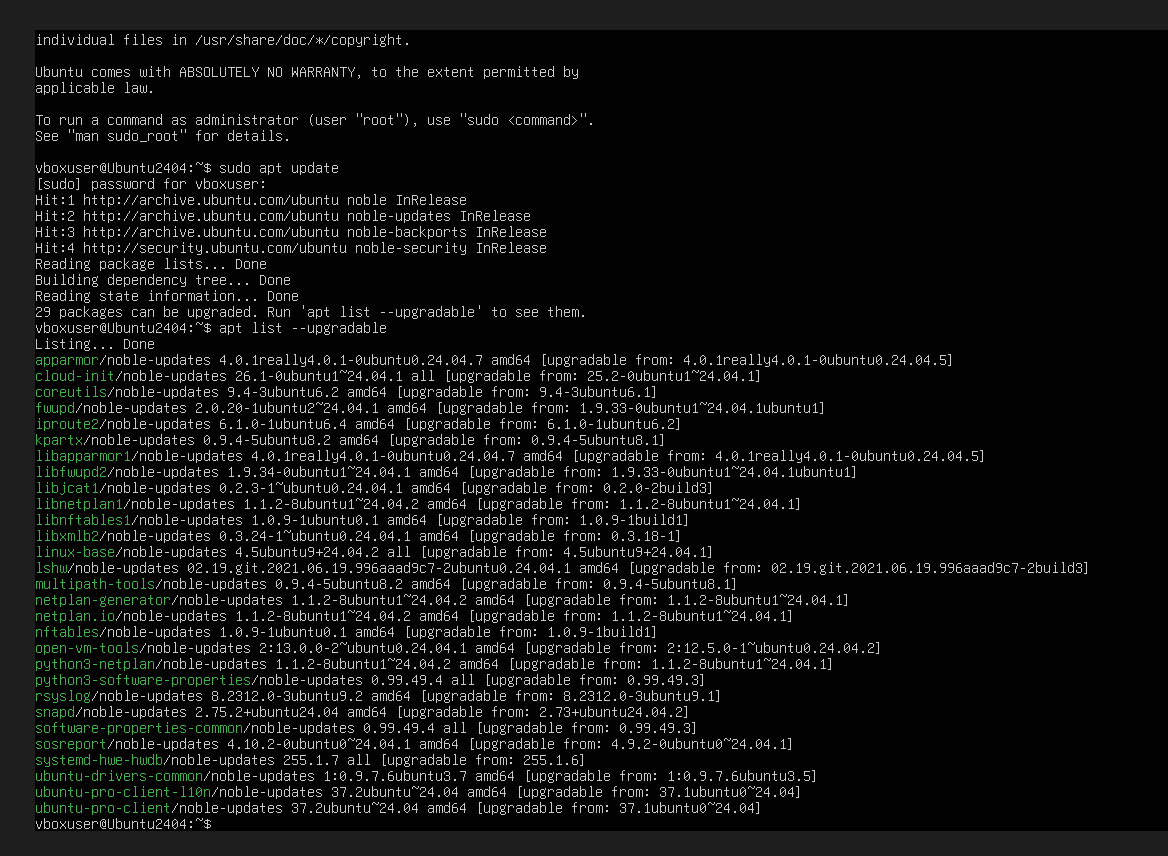 individual files in /usr/share/doc/*/copyright.
Ubuntu comes with ABSOLUTELY NO WARRANTY, to the extent permitted by
applicable law.
To run a command as administrator (user "root"), use "sudo <command>".
See "man sudo_root" for details.
vboxuser@Ubuntu2404:~$ sudo apt update
[sudo] password for vboxuser:
Hit:1 http://archive.ubuntu.com/ubuntu noble InRelease
Hit:2 http://archive.ubuntu.com/ubuntu noble-updates InRelease
Hit:3 http://archive.ubuntu.com/ubuntu noble-backports InRelease
Hit:4 http://security.ubuntu.com/ubuntu noble-security InRelease
Reading package lists... Done
Building dependency tree... Done
Reading state information... Done
29 packages can be upgraded. Run 'apt list --upgradable' to see them.
vboxuser@Ubuntu2404:~$ apt list --upgradable
Listing... Done
apparmor/noble-updates 4.0.1really4.0.1-0ubuntu0.24.04.7 amd64 [upgradable from: 4.0.1really4.0.1-0ubuntu0.24.04.5]
cloud-init/noble-updates 26.1-0ubuntu1~24.04.1 all [upgradable from: 25.2-0ubuntu1~24.04.1]
coreutils/noble-updates 9.4-3ubuntu6.2 amd64 [upgradable from: 9.4-3ubuntu6.1]
fwupd/noble-updates 2.0.20-1ubuntu2~24.04.1 amd64 [upgradable from: 1.9.33-0ubuntu1~24.04.1ubuntu1]
iproute2/noble-updates 6.1.0-1ubuntu6.4 amd64 [upgradable from: 6.1.0-1ubuntu6.2]
kpartx/noble-updates 0.9.4-5ubuntu8.2 amd64 [upgradable from: 0.9.4-5ubuntu8.1]
libapparmor1/noble-updates 4.0.1really4.0.1-0ubuntu0.24.04.7 amd64 [upgradable from: 4.0.1really4.0.1-0ubuntu0.24.04.5]
libfwupd2/noble-updates 1.9.34-0ubuntu1~24.04.1 amd64 [upgradable from: 1.9.33-0ubuntu1~24.04.1ubuntu1]
libjcat1/noble-updates 0.2.3-1~ubuntu0.24.04.1 amd64 [upgradable from: 0.2.0-2build3]
libnetplan1/noble-updates 1.1.2-8ubuntu1~24.04.2 amd64 [upgradable from: 1.1.2-8ubuntu1~24.04.1]
libnftables1/noble-updates 1.0.9-1ubuntu0.1 amd64 [upgradable from: 1.0.9-1build1]
libxmlb2/noble-updates 0.3.24-1~ubuntu0.24.04.1 amd64 [upgradable from: 0.3.18-1]
linux-base/noble-updates 4.5ubuntu9+24.04.2 all [upgradable from: 4.5ubuntu9+24.04.1]
lshw/noble-updates 02.19.git.2021.06.19.996aaad9c7-2ubuntu0.24.04.1 amd64 [upgradable from: 02.19.git.2021.06.19.996aaad9c7-2build3]
multipath-tools/noble-updates 0.9.4-5ubuntu8.2 amd64 [upgradable from: 0.9.4-5ubuntu8.1]
netplan-generator/noble-updates 1.1.2-8ubuntu1~24.04.2 amd64 [upgradable from: 1.1.2-8ubuntu1~24.04.1]
netplan.io/noble-updates 1.1.2-8ubuntu1~24.04.2 amd64 [upgradable from: 1.1.2-8ubuntu1~24.04.1]
nftables/noble-updates 1.0.9-1ubuntu0.1 amd64 [upgradable from: 1.0.9-1build1]
open-vm-tools/noble-updates 2:13.0.0-2~ubuntu0.24.04.1 amd64 [upgradable from: 2:12.5.0-1~ubuntu0.24.04.2]
python3-netplan/noble-updates 1.1.2-8ubuntu1~24.04.2 amd64 [upgradable from: 1.1.2-8ubuntu1~24.04.1]
python3-software-properties/noble-updates 0.99.49.4 all [upgradable from: 0.99.49.3]
rsyslog/noble-updates 8.2312.0-3ubuntu9.2 amd64 [upgradable from: 8.2312.0-3ubuntu9.1]
snapd/noble-updates 2.75.2+ubuntu24.04 amd64 [upgradable from: 2.73+ubuntu24.04.2]
software-properties-common/noble-updates 0.99.49.4 all [upgradable from: 0.99.49.3]
sosreport/noble-updates 4.10.2-0ubuntu0~24.04.1 amd64 [upgradable from: 4.9.2-0ubuntu0~24.04.1]
systemd-hwe-hwdb/noble-updates 255.1.7 all [upgradable from: 255.1.6]
ubuntu-drivers-common/noble-updates 1:0.9.7.6ubuntu3.7 amd64 [upgradable from: 1:0.9.7.6ubuntu3.5]
ubuntu-pro-client-l10n/noble-updates 37.2ubuntu~24.04 amd64 [upgradable from: 37.1ubuntu0~24.04]
ubuntu-pro-client/noble-updates 37.2ubuntu~24.04 amd64 [upgradable from: 37.1ubuntu0~24.04]
vboxuser@Ubuntu2404:~$